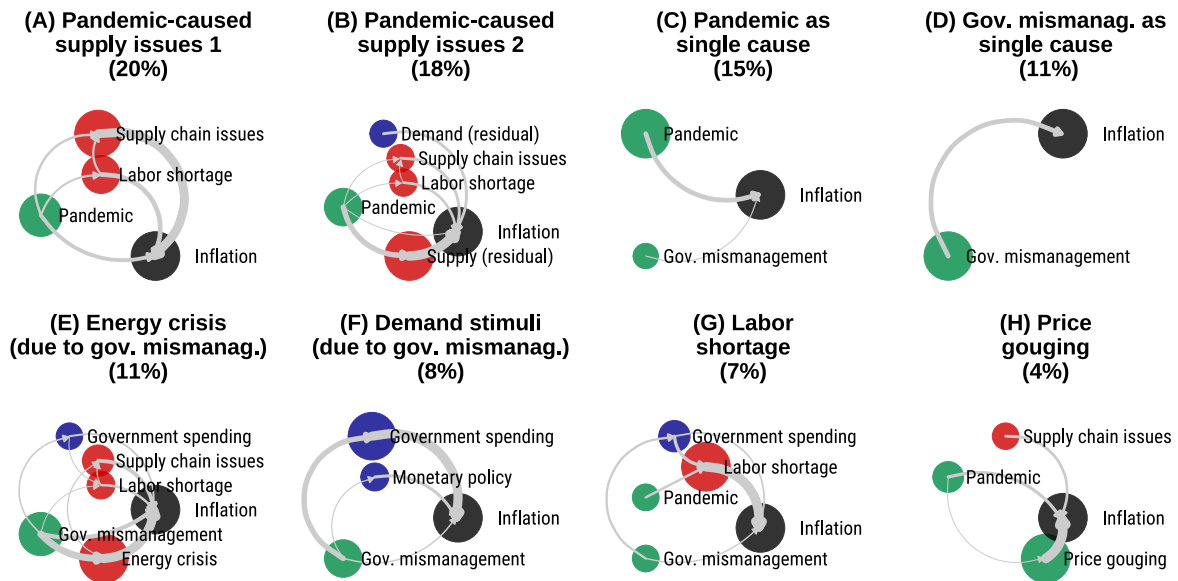 (A) Pandemic-caused
supply issues 1
(20%)
Supply chain issues
Labor shortage
Pandemic
Inflation
(B) Pandemic-caused
supply issues 2
(18%)
Demand (residual)
Supply chain issues
Labor shortage
Pandemic
Inflation
Supply (residual)
(C) Pandemic as
single cause
(15%)
Pandemic
Inflation
Gov. mismanagement
(D) Gov. mismanag. as
single cause
(11%)
Inflation
Gov. mismanagement
(E) Energy crisis
(due to gov. mismanag.)
(11%)
Government spending
Supply chain issues
Labor shortage
Inflation
Gov. mismanagement
Energy crisis
(F) Demand stimuli
(due to gov. mismanag.)
(8%)
Government spending
Monetary policy
Inflation
Gov. mismanagement
(G) Labor
shortage
(7%)
Government spending
Labor shortage
Pandemic
Inflation
Gov. mismanagement
(H) Price
gouging
(4%)
Supply chain issues
Pandemic
Inflation
Price gouging